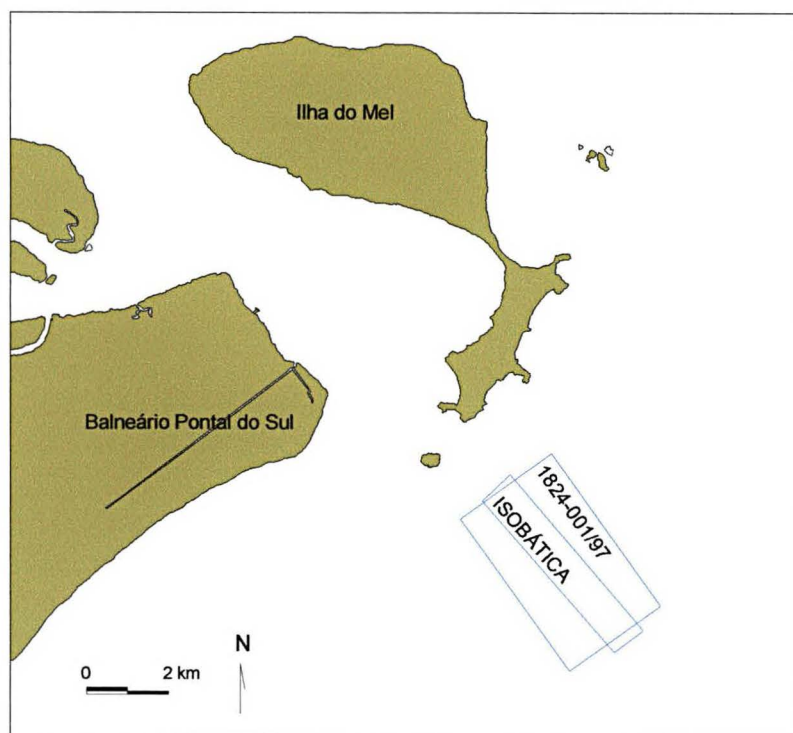 Ilha do Mel
Balneário Pontal do Sul
1824-001/97
ISOBÁTICA
N
0 2 km